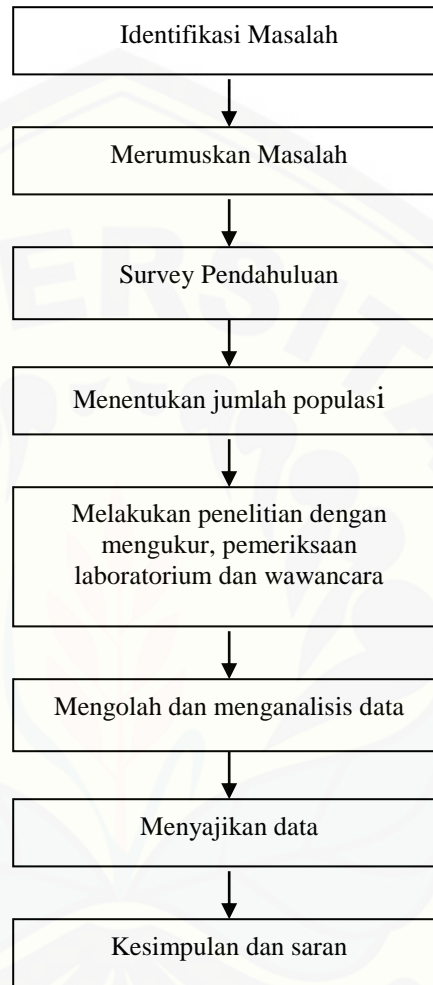 Identifikasi Masalah
Merumuskan Masalah
ERSITA
Survey Pendahuluan
Menentukan jumlah populasi
Melakukan penelitian dengan
mengukur, pemeriksaan
laboratorium dan wawancara
Mengolah dan menganalisis data
Menyajikan data
Kesimpulan dan saran